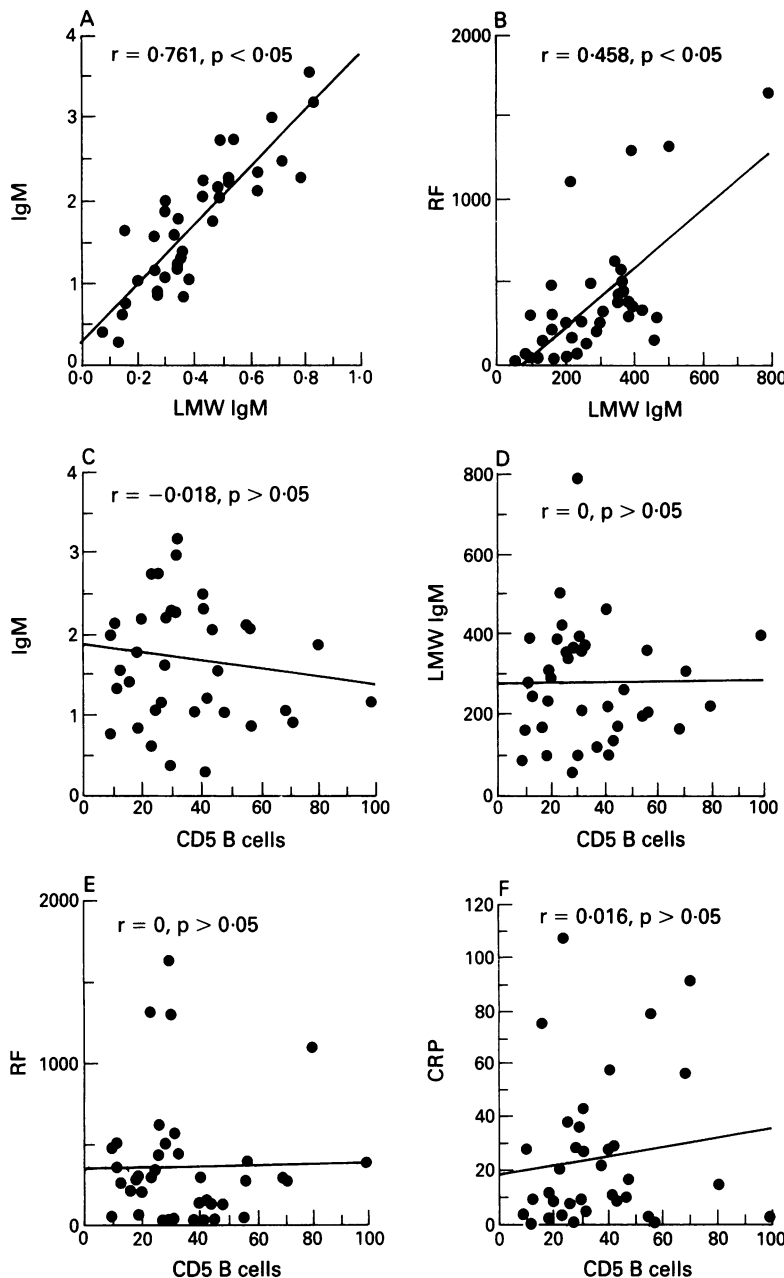 A
r = 0·761, p < 0·05
4
3
2
1
0
IgM
0·0 0·2 0·4 0·6 0·8 1·0
LMW IgM
B
r = 0·458, p < 0·05
2000
1000
0
RF
0 200 400 600 800
LMW IgM
C
r = −0·018, p > 0·05
4
3
2
1
0
IgM
0 20 40 60 80 100
CD5 B cells
D
r = 0, p > 0·05
800
600
400
200
0
LMW IgM
0 20 40 60 80 100
CD5 B cells
E
r = 0, p > 0·05
2000
1000
0
RF
0 20 40 60 80 100
CD5 B cells
F
r = 0·016, p > 0·05
120
100
80
60
40
20
0
CRP
0 20 40 60 80 100
CD5 B cells